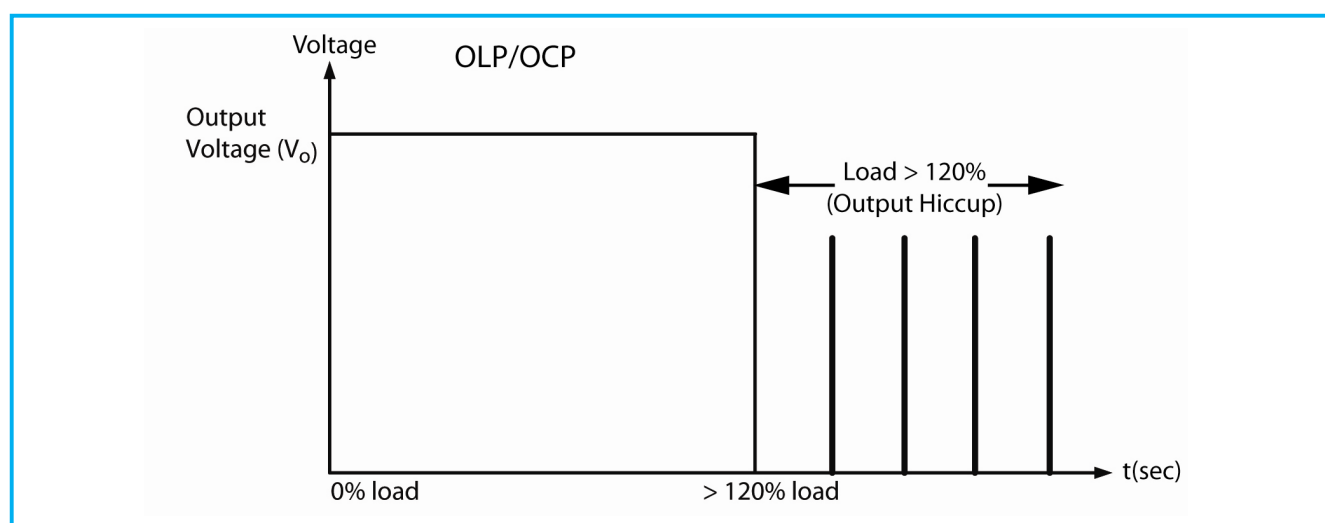 Voltage
OLP/OCP
Output
Voltage (Vo)
Load > 120%
(Output Hiccup)
t(sec)
0% load
> 120% load